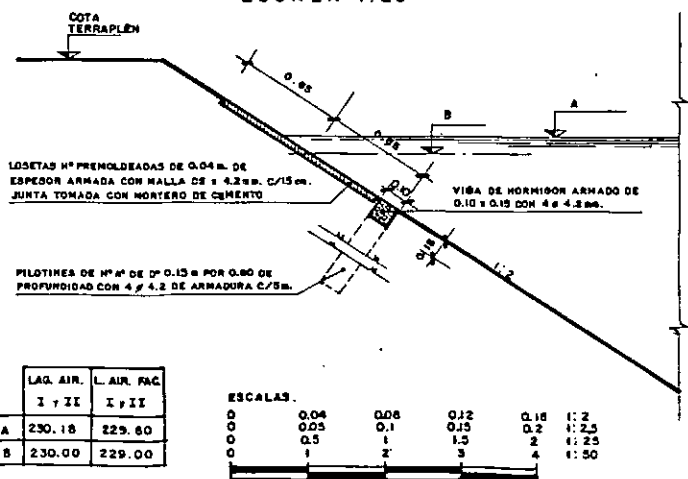 COTA
TERRAPLÉN
0.95
0.95
B
A
LOSETAS Hº PREMOLDEADAS DE 0.04 m. DE
ESPESOR ARMADA CON MALLA DE ø 4.2 mm. C/15 cm.
JUNTA TOMADA CON MORTERO DE CEMENTO
0.10
VIGA DE HORMIGON ARMADO DE
0.10 x 0.15 CON 4 ø 4.2 mm.
0.15
1:2
PILOTINES DE Hº Aº DE Dº 0.15 m POR 0.80 DE
PROFUNDIDAD CON 4 ø 4.2 DE ARMADURA C/5m.
LAG. AIR. L. AIR. FAC.
I y II I y II
A 230.18 229.60
B 230.00 229.00
ESCALAS.
0 0.04 0.08 0.12 0.16 1:2
0 0.05 0.1 0.15 0.2 1:2.5
0 0.5 1 1.5 2 1:25
0 1 2 3 4 1:50